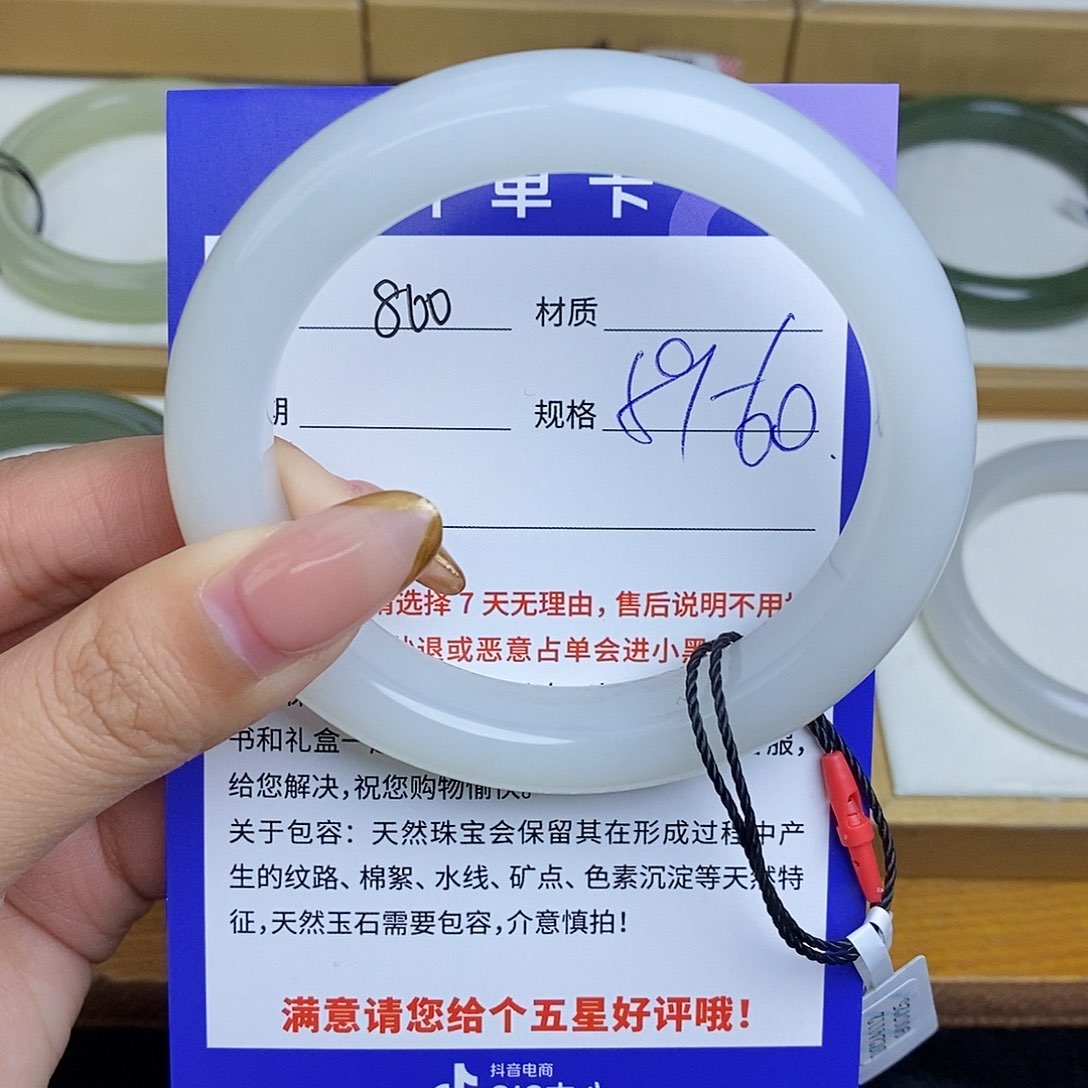 单卡
860 材质
规格 89-60.
请选择7天无理由，售后说明不用
退或恶意占单会进小黑
书和礼盒一 服，
给您解决，祝您购物愉快。
关于包容：天然珠宝会保留其在形成过程中产
生的纹路、棉絮、水线、矿点、色素沉淀等天然特
征，天然玉石需要包容，介意慎拍！
满意请您给个五星好评哦！
抖音电商